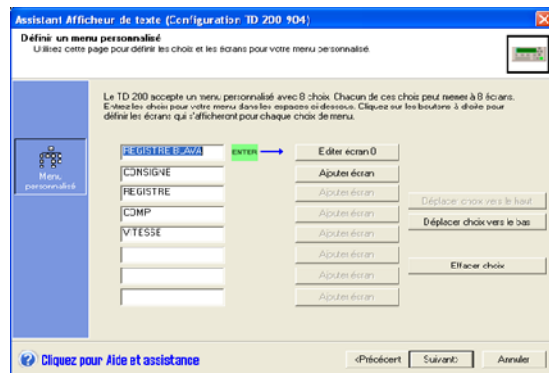 Assistant Afficheur de texte (Configuration TD 200 904)
Définir un menu personnalisé
Utilisez cette page pour définir les choix et les écrans pour votre menu personnalisé.
Le TD 200 accepte un menu personnalisé avec 8 choix. Chacun de ces choix peut mener à 8 écrans.
Entrez les choix pour votre menu dans les espaces ci-dessous. Cliquez sur les boutons à droite pour
définir les écrans qui s'afficheront pour chaque choix de menu.
Menu
personnalisé
REGISTRE ENTER Editer écran 0
CONSIGNE Ajouter écran
REGISTRE Ajouter écran Déplacer choix vers le haut
COMP Ajouter écran Déplacer choix vers le bas
VITESSE Ajouter écran
Ajouter écran Effacer choix
Ajouter écran
Ajouter écran
Cliquez pour Aide et assistance <Précédent Suivant> Annuler